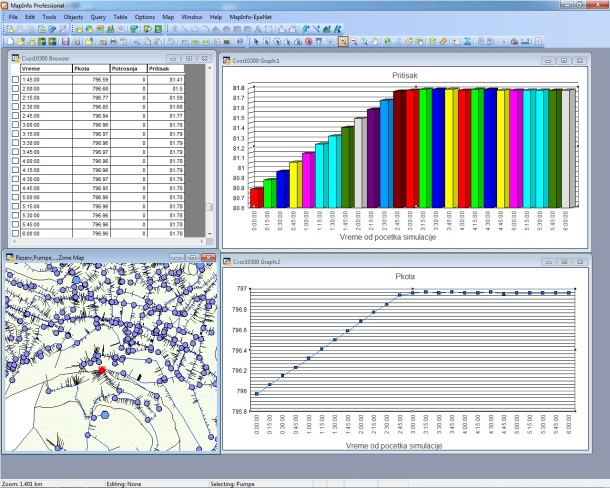 MapInfo Professional
File Edit Tools Objects Query Table Options Map Window Help MapInfo-EpaNet
Cvor10300 Browser
Vreme Pkota Potrosnja Pritisak
1:45:00 796.59 0 81.41
2:00:00 796.68 0 81.5
2:15:00 796.77 0 81.59
2:30:00 796.85 0 81.68
2:45:00 796.94 0 81.77
3:00:00 796.96 0 81.78
3:15:00 796.97 0 81.79
3:30:00 796.96 0 81.78
3:45:00 796.97 0 81.79
4:00:00 796.96 0 81.78
4:15:00 796.96 0 81.78
4:30:00 796.97 0 81.79
4:45:00 796.95 0 81.78
5:00:00 796.96 0 81.78
5:15:00 796.96 0 81.78
5:30:00 796.96 0 81.78
5:45:00 796.96 0 81.78
6:00:00 796.96 0 81.78
Cvor10300 Graph:1
Pritisak
81.8
81.6
81.5
81.3
81.2
81
80.9
80.7
80.6
0:00:00 0:15:00 0:30:00 0:45:00 1:00:00 1:15:00 1:30:00 1:45:00 2:00:00 2:15:00 2:30:00 2:45:00 3:00:00 3:15:00 3:30:00 3:45:00 4:00:00 4:15:00 4:30:00 4:45:00 5:00:00 5:15:00 5:30:00 5:45:00 6:00:00
Vreme od pocetka simulacije
Rezerv,Pumpe,...,Zone Map
Cvor10300 Graph:2
Pkota
797
796.8
796.6
796.4
796.2
796
795.8
0:00:00 0:15:00 0:30:00 0:45:00 1:00:00 1:15:00 1:30:00 1:45:00 2:00:00 2:15:00 2:30:00 2:45:00 3:00:00 3:15:00 3:30:00 3:45:00 4:00:00 4:15:00 4:30:00 4:45:00 5:00:00 5:15:00 5:30:00 5:45:00 6:00:00
Vreme od pocetka simulacije
Zoom: 1.401 km Editing: None Selecting: Pumpe